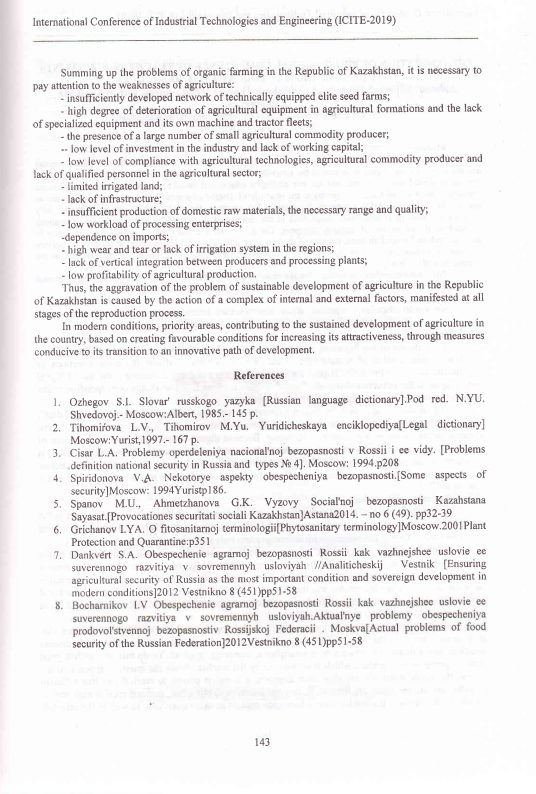 International Conference of Industrial Technologies and Engineering (ICITE-2019)
Summing up the problems of organic farming in the Republic of Kazakhstan, it is necessary to
pay attention to the weaknesses of agriculture:
- insufficiently developed network of technically equipped elite seed farms;
- high degree of deterioration of agricultural equipment in agricultural formations and the lack
of specialized equipment and its own machine and tractor fleets;
- the presence of a large number of small agricultural commodity producer;
-- low level of investment in the industry and lack of working capital;
- low level of compliance with agricultural technologies, agricultural commodity producer and
lack of qualified personnel in the agricultural sector;
- limited irrigated land;
- lack of infrastructure;
- insufficient production of domestic raw materials, the necessary range and quality;
- low workload of processing enterprises;
-dependence on imports;
- high wear and tear or lack of irrigation system in the regions;
- lack of vertical integration between producers and processing plants;
- low profitability of agricultural production.
Thus, the aggravation of the problem of sustainable development of agriculture in the Republic
of Kazakhstan is caused by the action of a complex of internal and external factors, manifested at all
stages of the reproduction process.
In modern conditions, priority areas, contributing to the sustained development of agriculture in
the country, based on creating favourable conditions for increasing its attractiveness, through measures
conducive to its transition to an innovative path of development.
References
1. Ozhegov S.I. Slovar' russkogo yazyka [Russian language dictionary].Pod red. N.YU.
Shvedovoj.- Moscow:Albert, 1985.- 145 p.
2. Tihomirova L.V., Tihomirov M.Yu. Yuridicheskaya enciklopediya[Legal dictionary]
Moscow:Yurist,1997.- 167 p.
3. Cisar L.A. Problemy operdeleniya nacional'noj bezopasnosti v Rossii i ee vidy. [Problems
definition national security in Russia and types № 4]. Moscow: 1994.p208
4. Spiridonova V.A. Nekotorye aspekty obespecheniya bezopasnosti.[Some aspects of
security]Moscow: 1994Yuristp186.
5. Spanov M.U., Ahmetzhanova G.K. Vyzovy Social'noj bezopasnosti Kazahstana
Sayasat.[Provocationes securitati sociali Kazakhstan]Astana2014. – no 6 (49). pp32-39
6. Grichanov I.YA. O fitosanitarnoj terminologii[Phytosanitary terminology]Moscow.2001Plant
Protection and Quarantine:p351
7. Dankvert S.A. Obespechenie agrarnoj bezopasnosti Rossii kak vazhnejshee uslovie ee
suverennogo razvitiya v sovremennyh usloviyah //Analiticheskij Vestnik [Ensuring
agricultural security of Russia as the most important condition and sovereign development in
modern conditions]2012 Vestnikno 8 (451)pp51-58
8. Bocharnikov I.V Obespechenie agrarnoj bezopasnosti Rossii kak vazhnejshee uslovie ee
suverennogo razvitiya v sovremennyh usloviyah.Aktual'nye problemy obespecheniya
prodovol'stvennoj bezopasnostiv Rossijskoj Federacii . Moskva[Actual problems of food
security of the Russian Federation]2012Vestnikno 8 (451)pp51-58
143